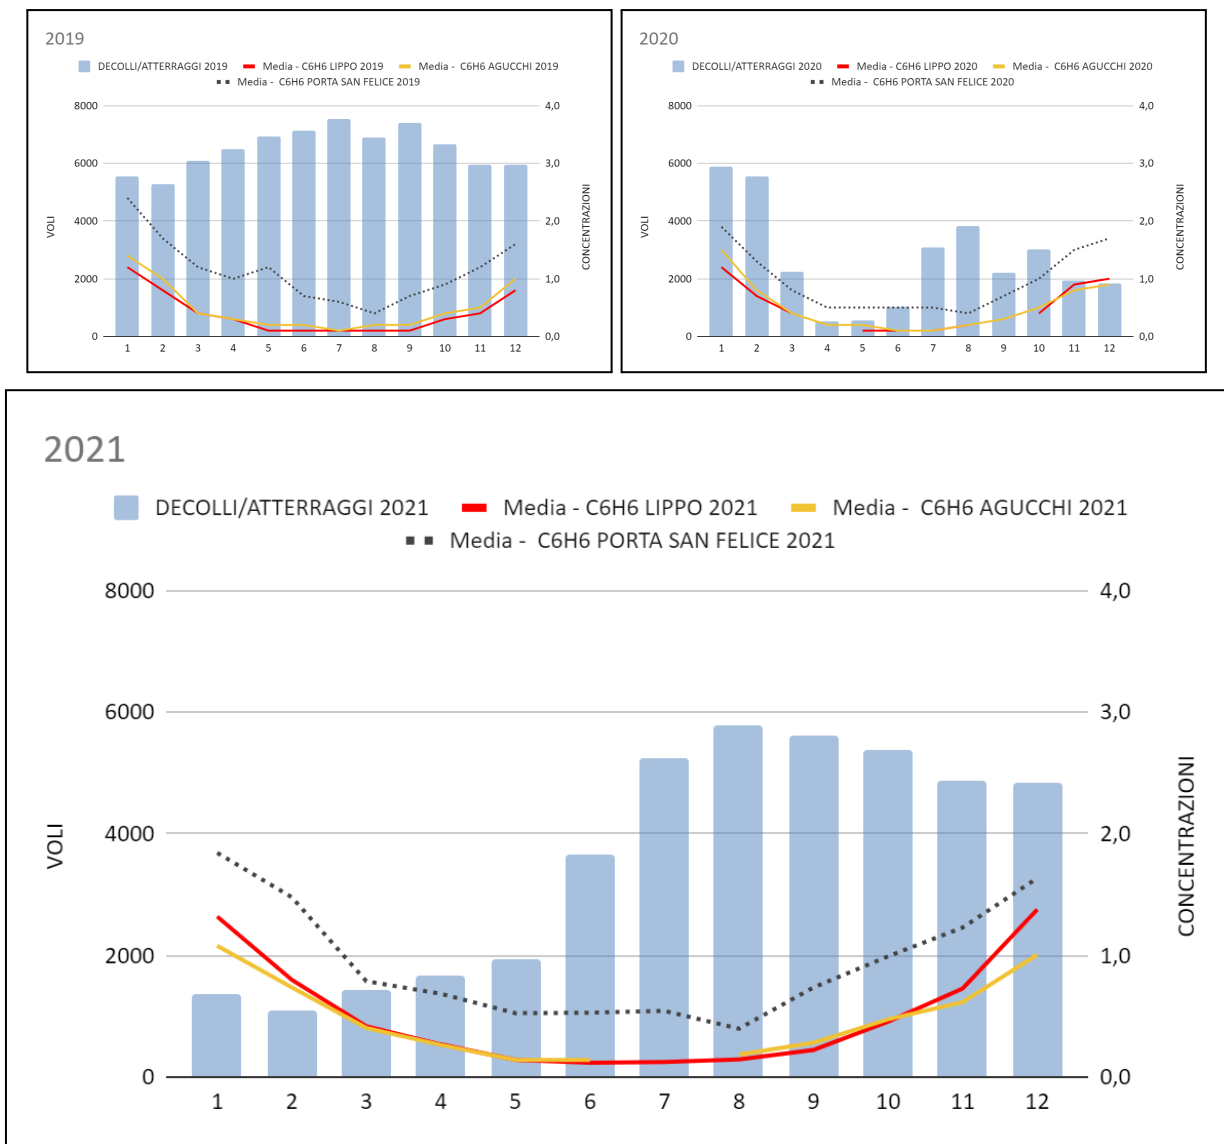 2019
DECOLLI/ATTERRAGGI 2019 Media - C6H6 LIPPO 2019 Media - C6H6 AGUCCHI 2019
Media - C6H6 PORTA SAN FELICE 2019
8000 4,0
6000 3,0
4000 2,0
2000 1,0
0 0,0
VOLI
CONCENTRAZIONI
1 2 3 4 5 6 7 8 9 10 11 12
2020
DECOLLI/ATTERRAGGI 2020 Media - C6H6 LIPPO 2020 Media - C6H6 AGUCCHI 2020
Media - C6H6 PORTA SAN FELICE 2020
8000 4,0
6000 3,0
4000 2,0
2000 1,0
0 0,0
VOLI
CONCENTRAZIONI
1 2 3 4 5 6 7 8 9 10 11 12
2021
DECOLLI/ATTERRAGGI 2021 Media - C6H6 LIPPO 2021 Media - C6H6 AGUCCHI 2021
Media - C6H6 PORTA SAN FELICE 2021
8000 4,0
6000 3,0
4000 2,0
2000 1,0
0 0,0
VOLI
CONCENTRAZIONI
1 2 3 4 5 6 7 8 9 10 11 12